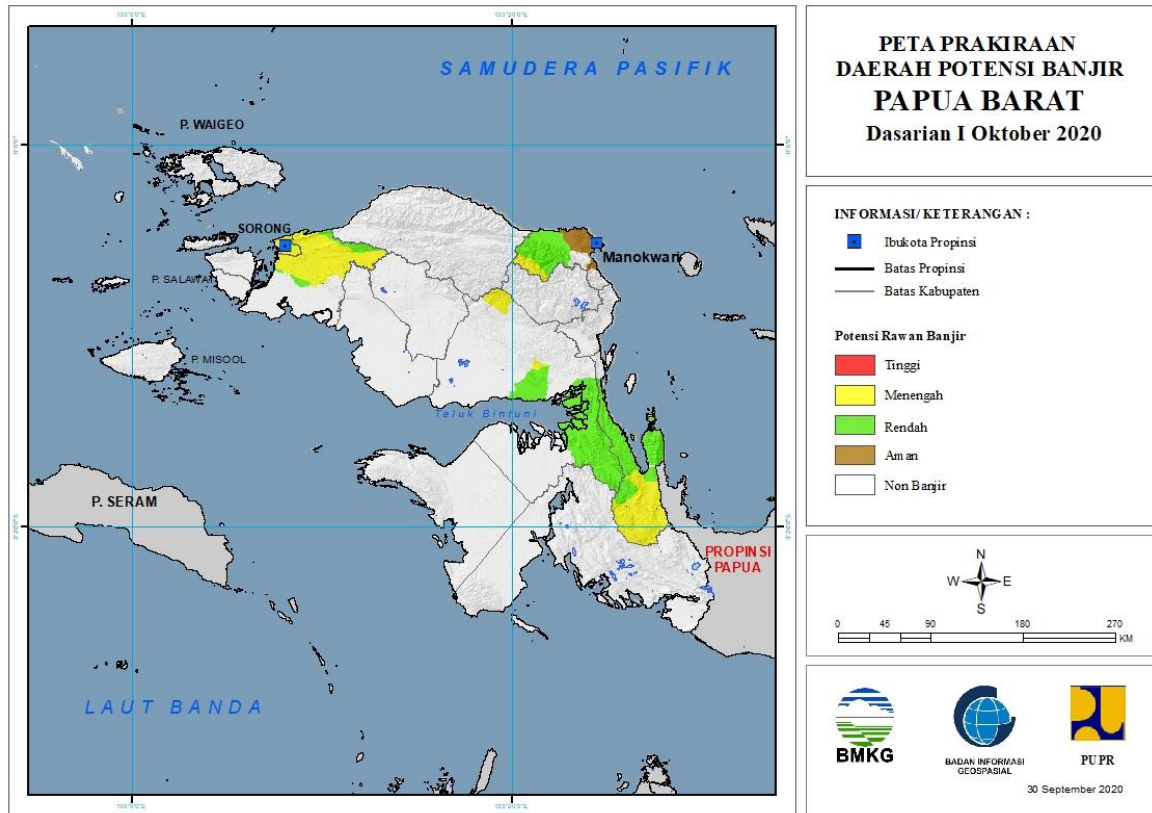 PETA PRAKIRAAN
DAERAH POTENSI BANJIR
PAPUA BARAT
Dasarian I Oktober 2020
SAMUDERA PASIFIK
P. WAIGEO
SORONG
Manokwari
P. SALAWATI
P. MISOOL
Teluk Bintuni
P. SERAM
PROPINSI
PAPUA
LAUT BANDA
INFORMASI/ KETERANGAN :
Ibukota Propinsi
Batas Propinsi
Batas Kabupaten
Potensi Rawan Banjir
Tinggi
Menengah
Rendah
Aman
Non Banjir
N
W E
S
0 45 90 180 270
KM
BMKG
BADAN INFORMASI
GEOSPASIAL
PUPR
30 September 2020